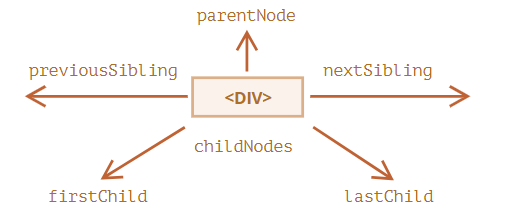 parentNode
previousSibling
nextSibling
<DIV>
childNodes
firstChild
lastChild